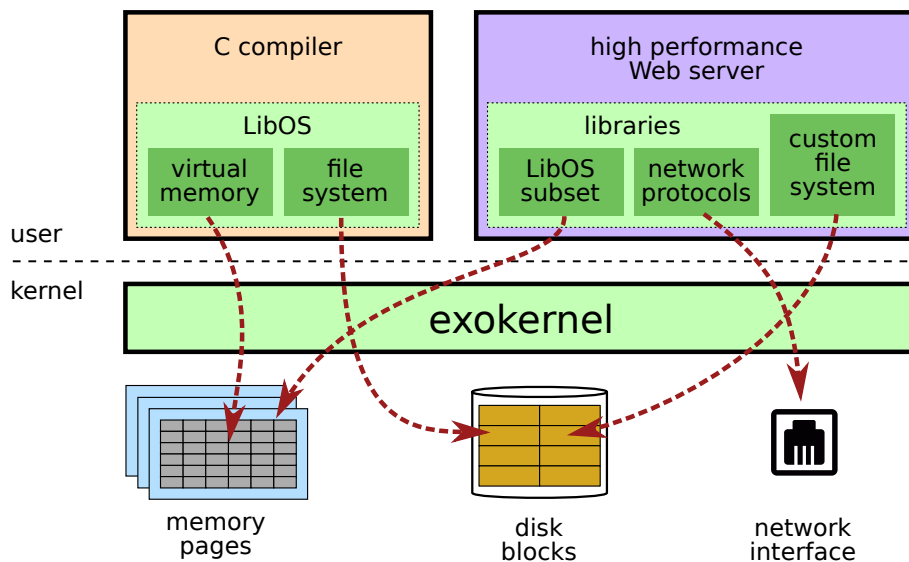 C compiler
high performance
Web server
LibOS
libraries
virtual
memory
file
system
LibOS
subset
network
protocols
custom
file
system
user
kernel
exokernel
memory
pages
disk
blocks
network
interface